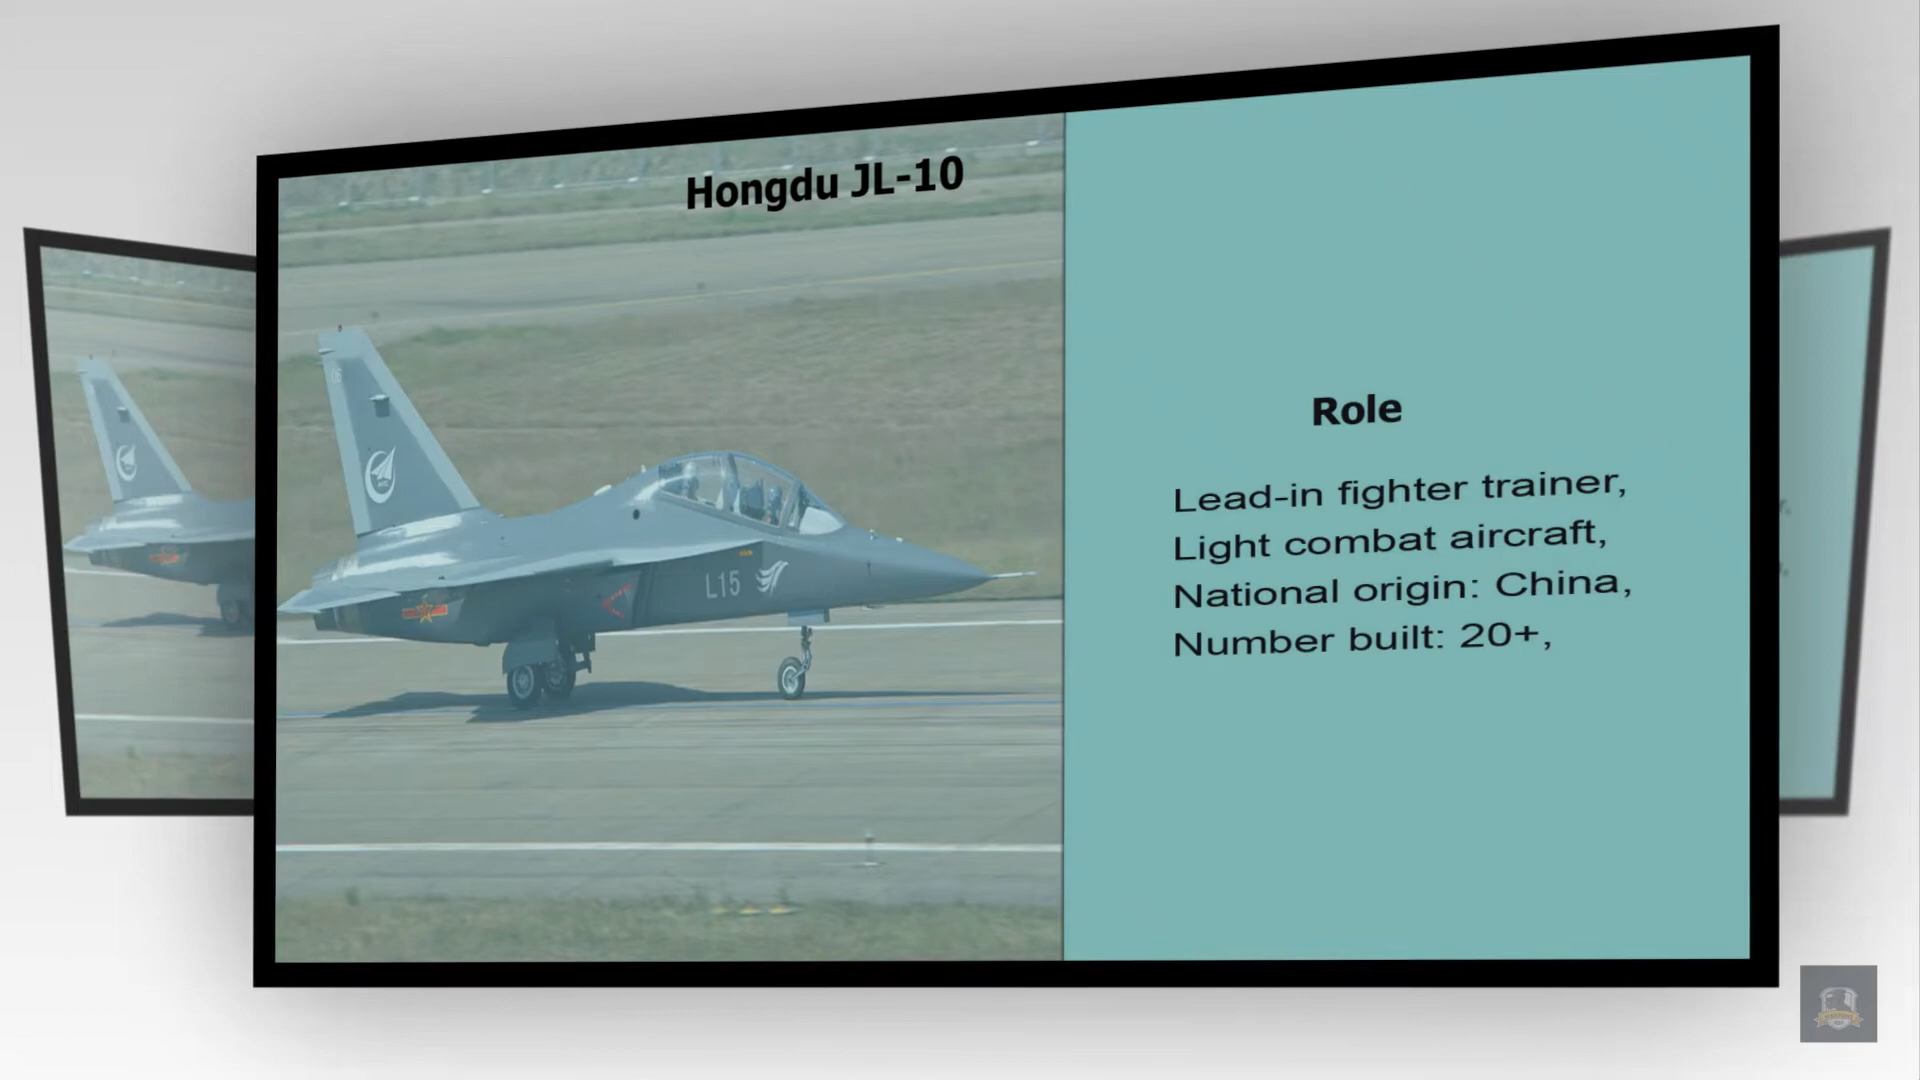 Hongdu JL-10
L15
Role
Lead-in fighter trainer,
Light combat aircraft,
National origin: China,
Number built: 20+,